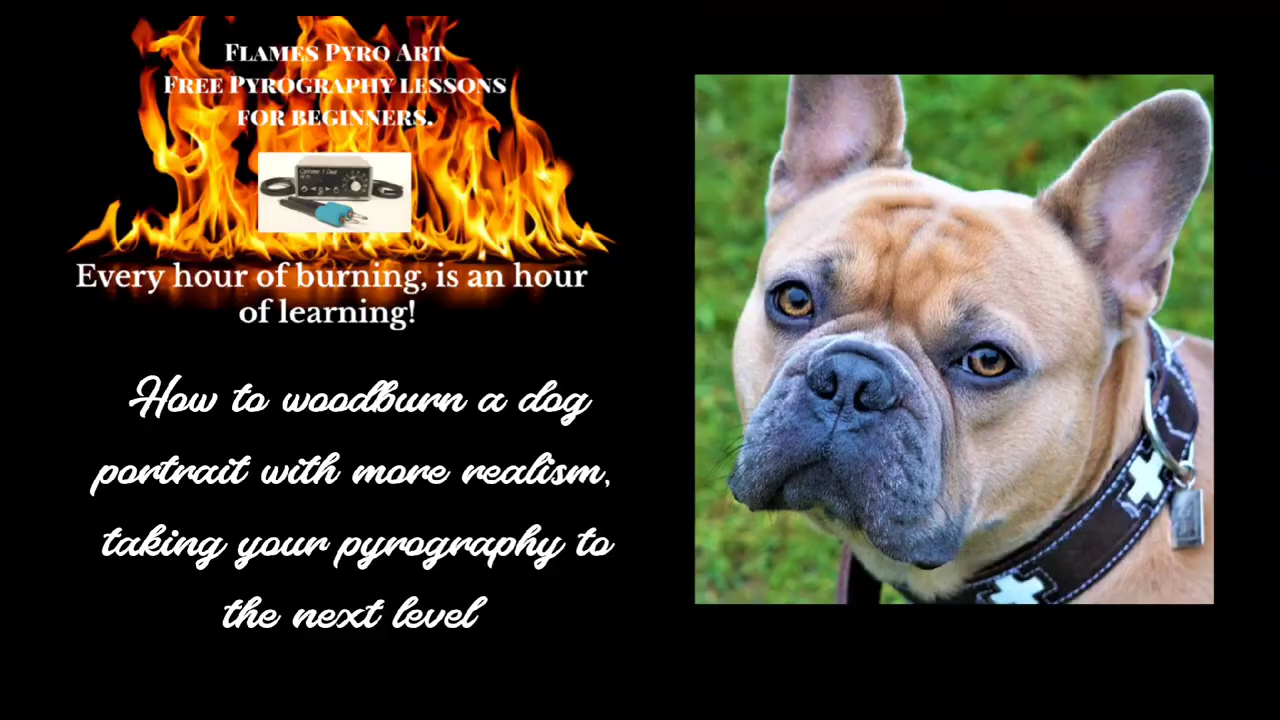 Flames Pyro Art
Free Pyrography lessons
for beginners.
Every hour of burning, is an hour
of learning!
How to woodburn a dog
portrait with more realism,
taking your pyrography to
the next level